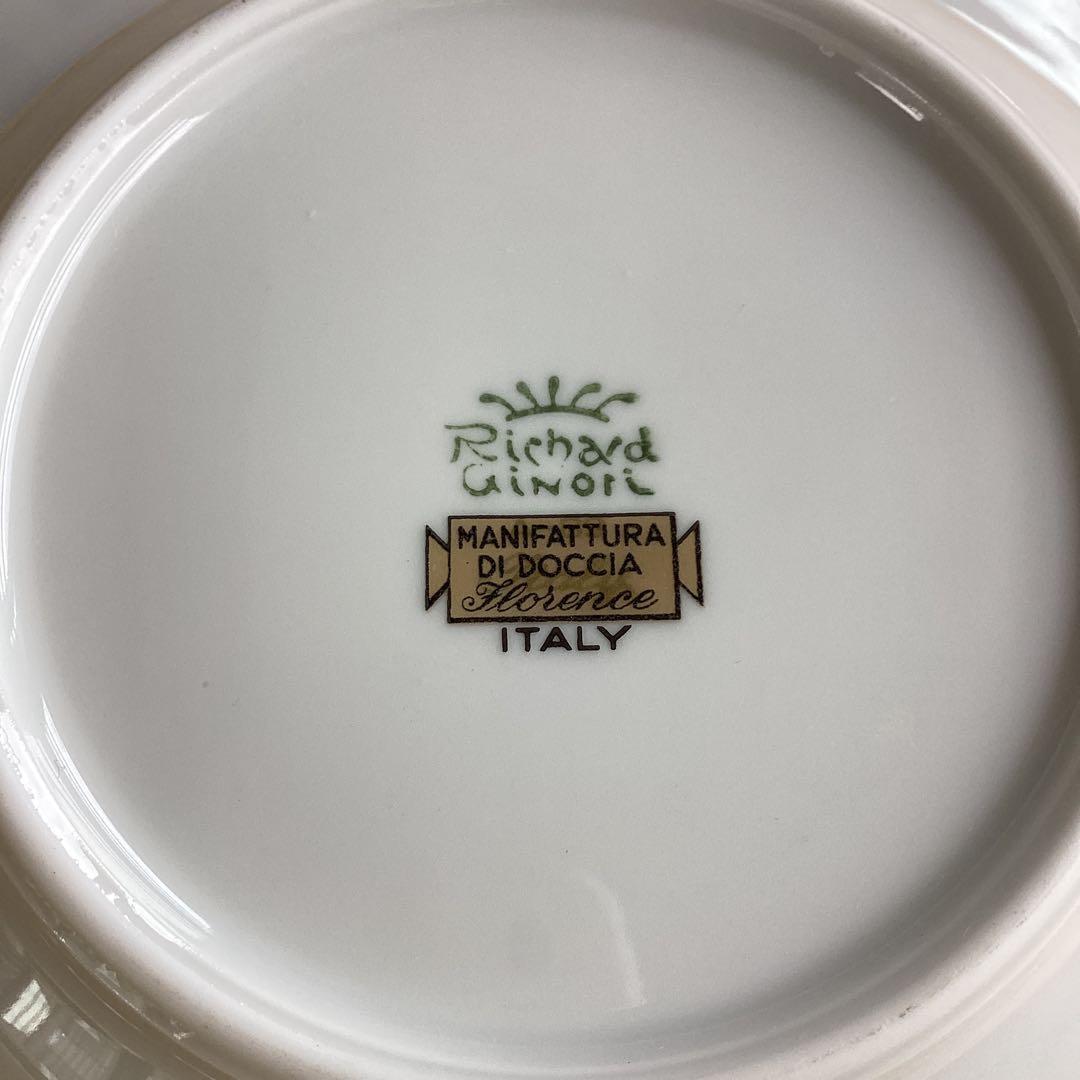 Richard
GINORI
MANIFATTURA
DI DOCCIA
Florence
ITALY